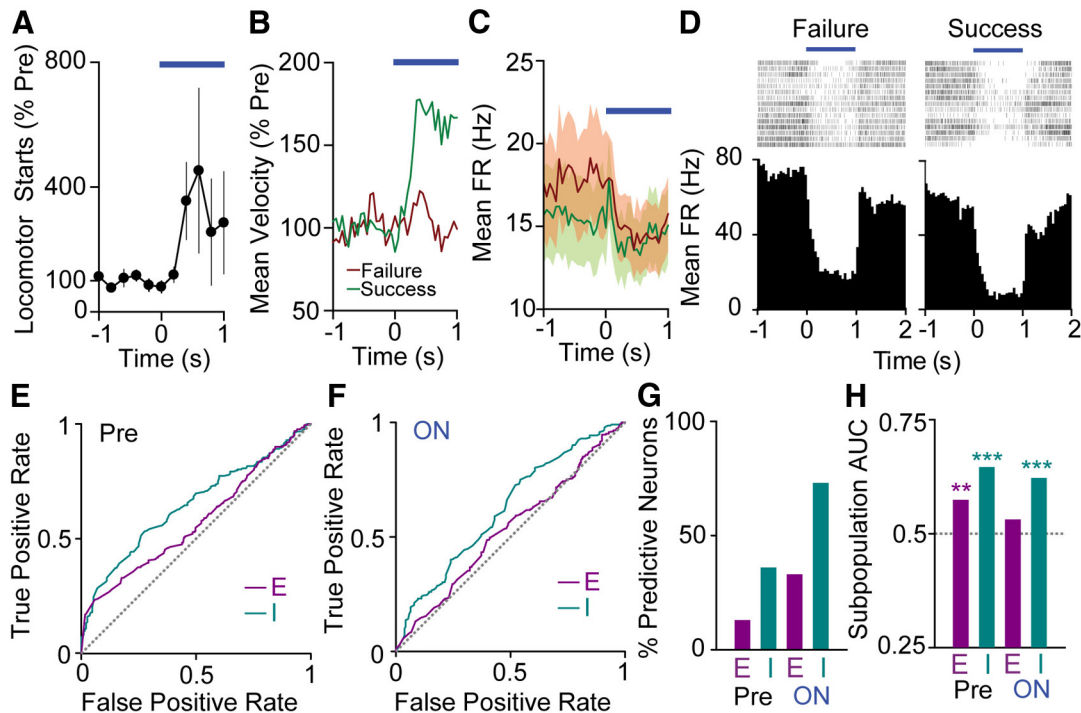 A
Locomotor Starts (% Pre)
800
400
100
0
-1 0 1
Time (s)
B
Mean Velocity (% Pre)
200
150
100
50
Failure
Success
-1 0 1
Time (s)
C
Mean FR (Hz)
25
20
15
10
-1 0 1
Time (s)
D
Failure Success
Mean FR (Hz)
80
40
0
-1 0 1 2 -1 0 1 2
Time (s)
E
True Positive Rate
1
0.5
0
Pre
E
I
0 0.5 1
False Positive Rate
F
True Positive Rate
1
0.5
0
ON
E
I
0 0.5 1
False Positive Rate
G
% Predictive Neurons
100
50
0
E I E I
Pre ON
H
Subpopulation AUC
0.75
0.5
0.25
** *** ***
E I E I
Pre ON